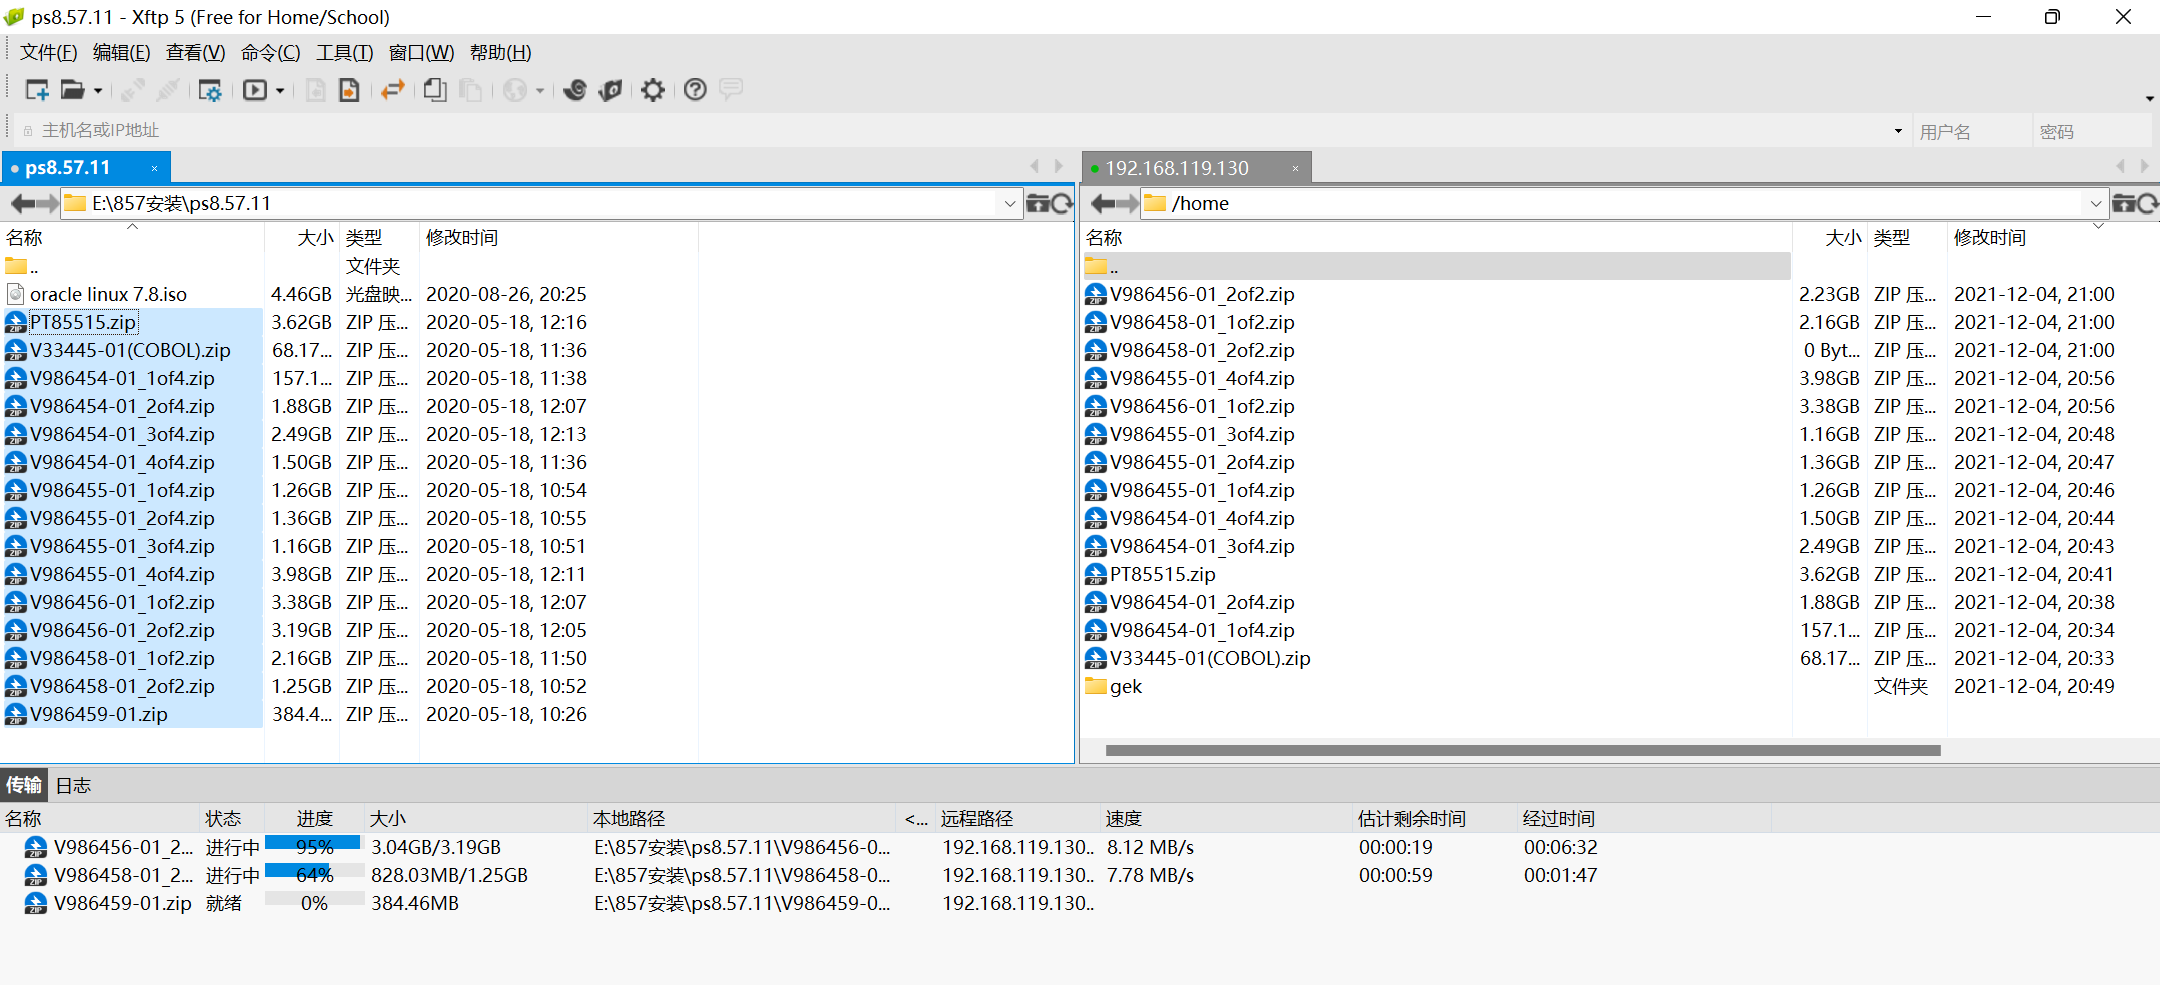 ps8.57.11 - Xftp 5 (Free for Home/School)
文件(F) 编辑(E) 查看(V) 命令(C) 工具(T) 窗口(W) 帮助(H)
主机名或IP地址 用户名 密码
ps8.57.11
E:\857安装\ps8.57.11
名称 大小 类型 修改时间
.. 文件夹
oracle linux 7.8.iso 4.46GB 光盘映... 2020-08-26, 20:25
PT85515.zip 3.62GB ZIP 压... 2020-05-18, 12:16
V33445-01(COBOL).zip 68.17... ZIP 压... 2020-05-18, 11:36
V986454-01_1of4.zip 157.1... ZIP 压... 2020-05-18, 11:38
V986454-01_2of4.zip 1.88GB ZIP 压... 2020-05-18, 12:07
V986454-01_3of4.zip 2.49GB ZIP 压... 2020-05-18, 12:13
V986454-01_4of4.zip 1.50GB ZIP 压... 2020-05-18, 11:36
V986455-01_1of4.zip 1.26GB ZIP 压... 2020-05-18, 10:54
V986455-01_2of4.zip 1.36GB ZIP 压... 2020-05-18, 10:55
V986455-01_3of4.zip 1.16GB ZIP 压... 2020-05-18, 10:51
V986455-01_4of4.zip 3.98GB ZIP 压... 2020-05-18, 12:11
V986456-01_1of2.zip 3.38GB ZIP 压... 2020-05-18, 12:07
V986456-01_2of2.zip 3.19GB ZIP 压... 2020-05-18, 12:05
V986458-01_1of2.zip 2.16GB ZIP 压... 2020-05-18, 11:50
V986458-01_2of2.zip 1.25GB ZIP 压... 2020-05-18, 10:52
V986459-01.zip 384.4... ZIP 压... 2020-05-18, 10:26
192.168.119.130
/home
名称 大小 类型 修改时间
..
V986456-01_2of2.zip 2.23GB ZIP 压... 2021-12-04, 21:00
V986458-01_1of2.zip 2.16GB ZIP 压... 2021-12-04, 21:00
V986458-01_2of2.zip 0 Byt... ZIP 压... 2021-12-04, 21:00
V986455-01_4of4.zip 3.98GB ZIP 压... 2021-12-04, 20:56
V986456-01_1of2.zip 3.38GB ZIP 压... 2021-12-04, 20:56
V986455-01_3of4.zip 1.16GB ZIP 压... 2021-12-04, 20:48
V986455-01_2of4.zip 1.36GB ZIP 压... 2021-12-04, 20:47
V986455-01_1of4.zip 1.26GB ZIP 压... 2021-12-04, 20:46
V986454-01_4of4.zip 1.50GB ZIP 压... 2021-12-04, 20:44
V986454-01_3of4.zip 2.49GB ZIP 压... 2021-12-04, 20:43
PT85515.zip 3.62GB ZIP 压... 2021-12-04, 20:41
V986454-01_2of4.zip 1.88GB ZIP 压... 2021-12-04, 20:38
V986454-01_1of4.zip 157.1... ZIP 压... 2021-12-04, 20:34
V33445-01(COBOL).zip 68.17... ZIP 压... 2021-12-04, 20:33
gek 文件夹 2021-12-04, 20:49
传输 日志
名称 状态 进度 大小 本地路径 <... 远程路径 速度 估计剩余时间 经过时间
V986456-01_2... 进行中 95% 3.04GB/3.19GB E:\857安装\ps8.57.11\V986456-0... 192.168.119.130.. 8.12 MB/s 00:00:19 00:06:32
V986458-01_2... 进行中 64% 828.03MB/1.25GB E:\857安装\ps8.57.11\V986458-0... 192.168.119.130.. 7.78 MB/s 00:00:59 00:01:47
V986459-01.zip 就绪 0% 384.46MB E:\857安装\ps8.57.11\V986459-0... 192.168.119.130..